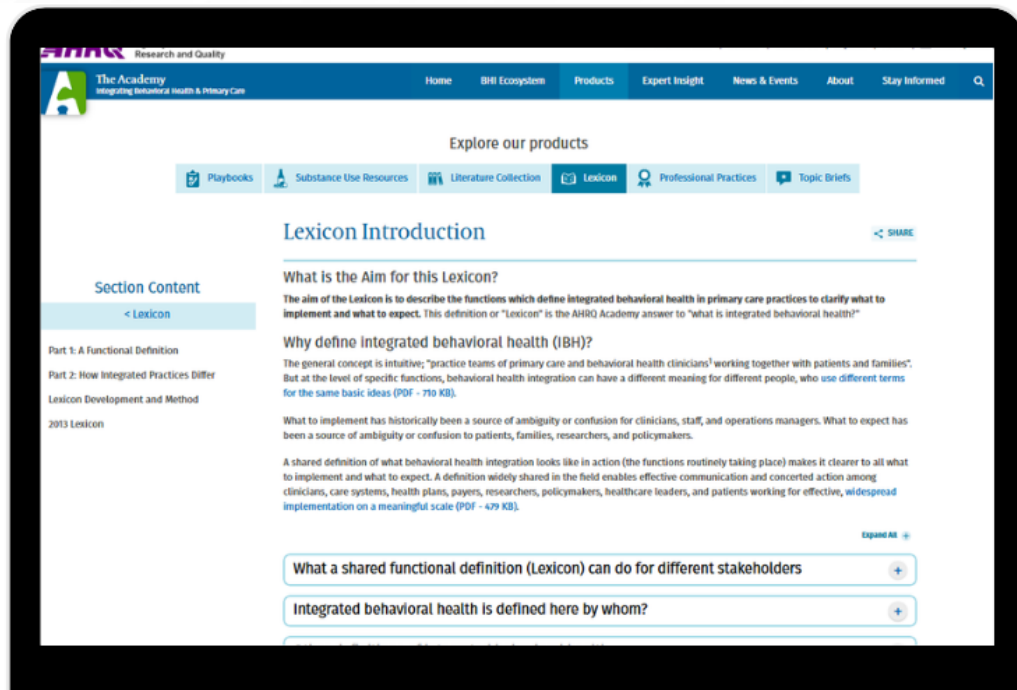 AHRQ
Research and Quality
The Academy
Integrating Behavioral Health & Primary Care
Home BHI Ecosystem Products Expert Insight News & Events About Stay Informed
Explore our products
Playbooks Substance Use Resources Literature Collection Lexicon Professional Practices Topic Briefs
Lexicon Introduction
SHARE
Section Content
< Lexicon
Part 1: A Functional Definition
Part 2: How Integrated Practices Differ
Lexicon Development and Method
2013 Lexicon
What is the Aim for this Lexicon?
The aim of the Lexicon is to describe the functions which define integrated behavioral health in primary care practices to clarify what to
implement and what to expect. This definition or "Lexicon" is the AHRQ Academy answer to "what is integrated behavioral health?"
Why define integrated behavioral health (IBH)?
The general concept is intuitive; "practice teams of primary care and behavioral health clinicians1 working together with patients and families".
But at the level of specific functions, behavioral health integration can have a different meaning for different people, who use different terms
for the same basic ideas (PDF - 710 KB).
What to implement has historically been a source of ambiguity or confusion for clinicians, staff, and operations managers. What to expect has
been a source of ambiguity or confusion to patients, families, researchers, and policymakers.
A shared definition of what behavioral health integration looks like in action (the functions routinely taking place) makes it clearer to all what
to implement and what to expect. A definition widely shared in the field enables effective communication and concerted action among
clinicians, care systems, health plans, payers, researchers, policymakers, healthcare leaders, and patients working for effective, widespread
implementation on a meaningful scale (PDF - 479 KB).
Expand All +
What a shared functional definition (Lexicon) can do for different stakeholders +
Integrated behavioral health is defined here by whom? +